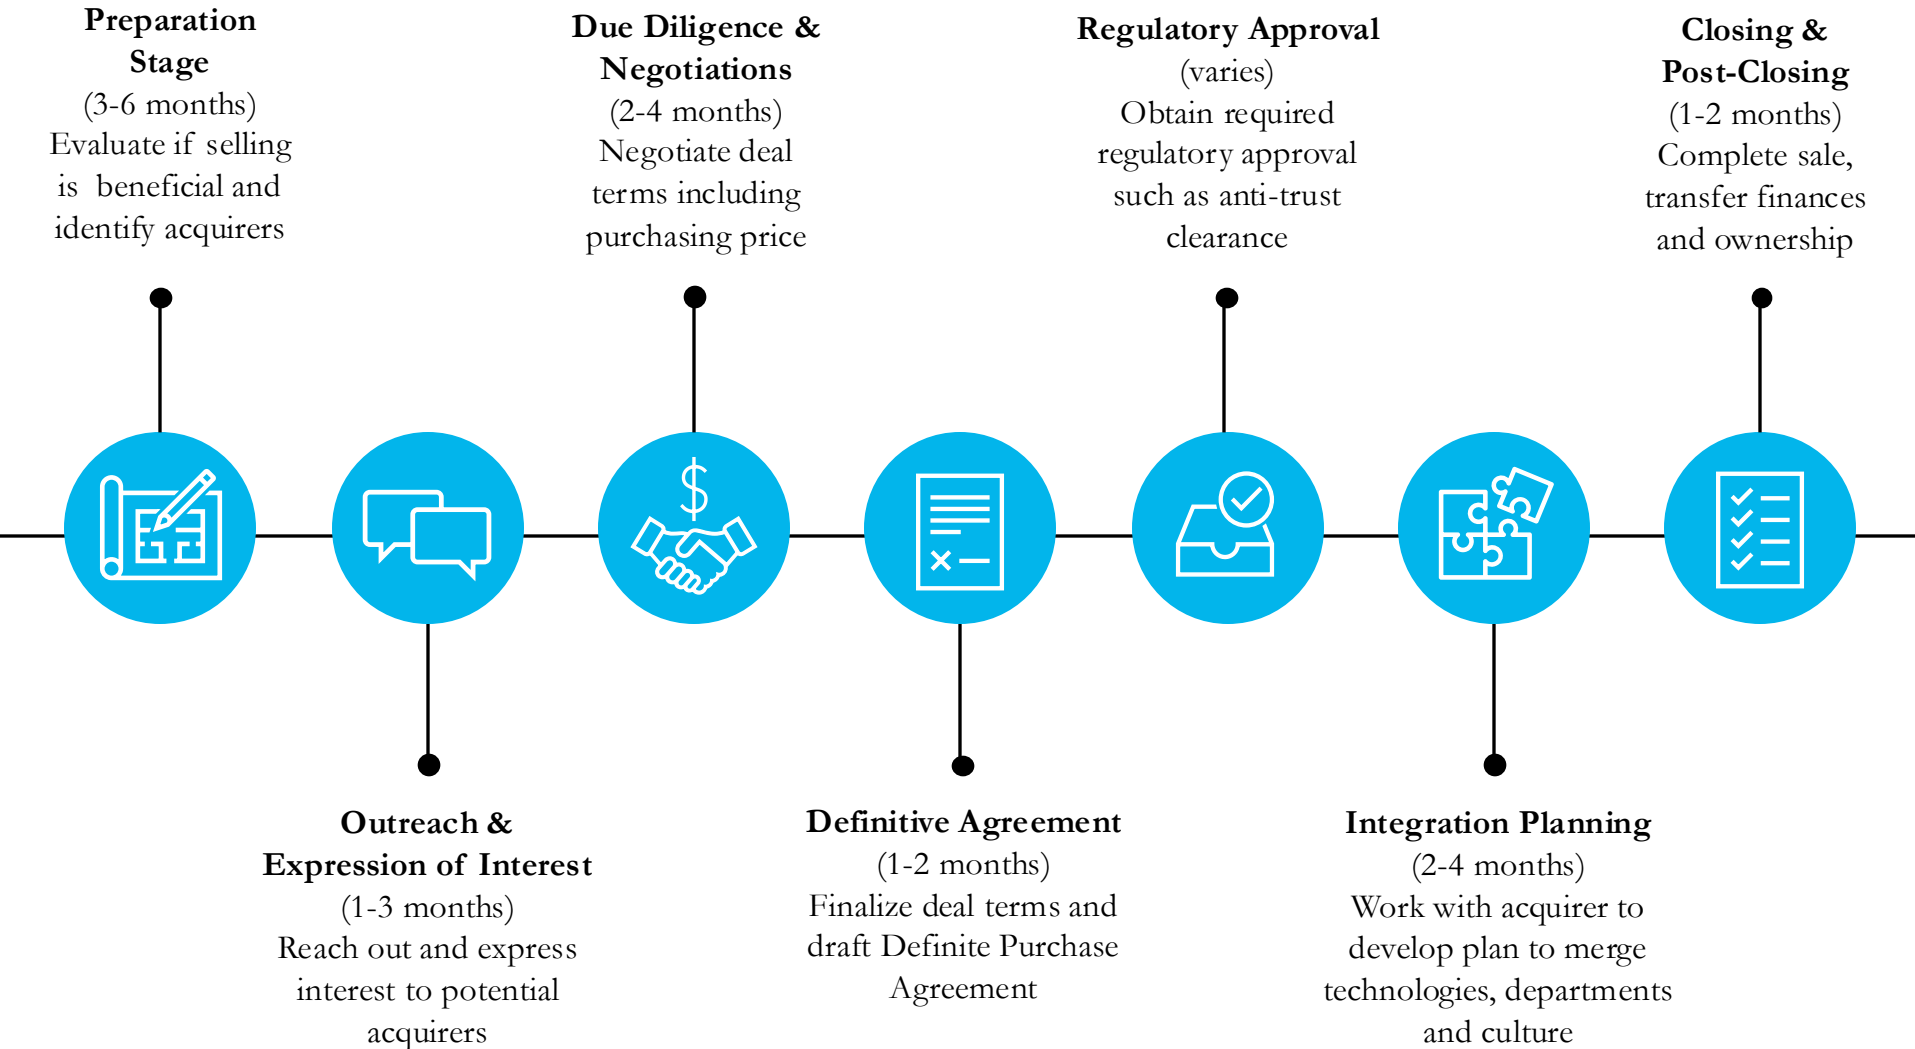 Preparation
Stage
(3-6 months)
Evaluate if selling
is beneficial and
identify acquirers
Outreach &
Expression of Interest
(1-3 months)
Reach out and express
interest to potential
acquirers
Due Diligence &
Negotiations
(2-4 months)
Negotiate deal
terms including
purchasing price
$
Definitive Agreement
(1-2 months)
Finalize deal terms and
draft Definite Purchase
Agreement
Regulatory Approval
(varies)
Obtain required
regulatory approval
such as anti-trust
clearance
Integration Planning
(2-4 months)
Work with acquirer to
develop plan to merge
technologies, departments
and culture
Closing &
Post-Closing
(1-2 months)
Complete sale,
transfer finances
and ownership